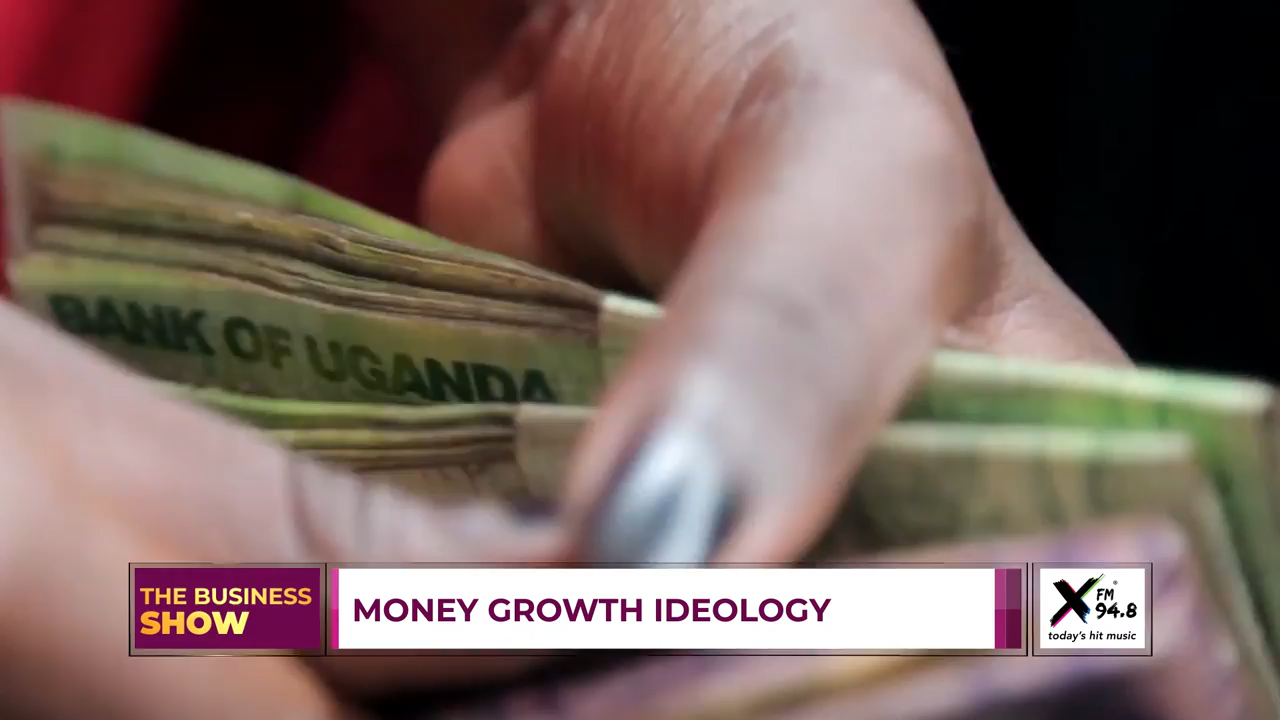 BANK OF UGANDA
THE BUSINESS
SHOW
MONEY GROWTH IDEOLOGY
X FM
94.8
today's hit music